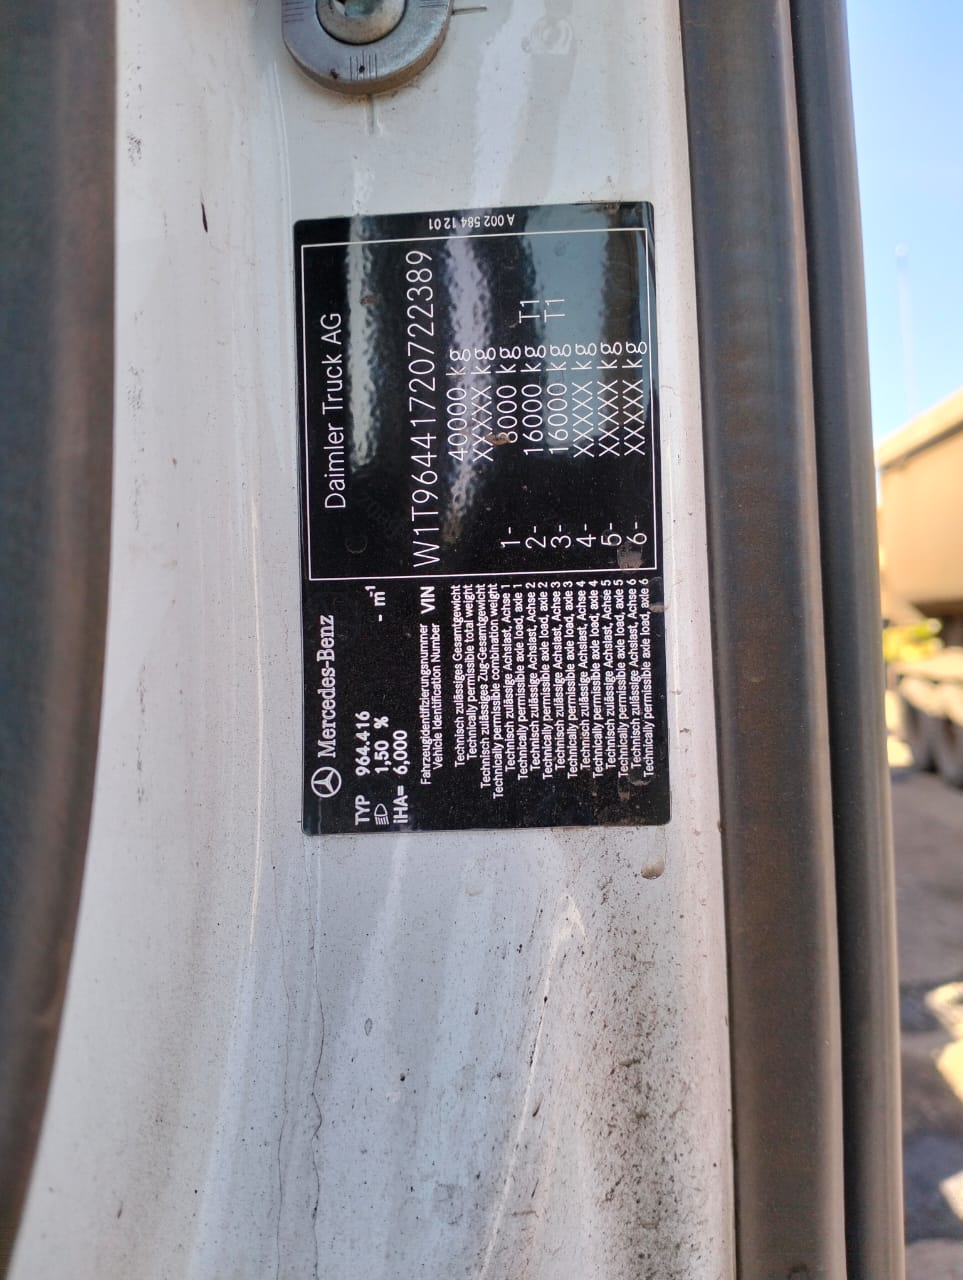 Mercedes-Benz
Daimler Truck AG
TYP 964.416
1,50 %
iHA= 6,000
- m⁻¹
Fahrzeugidentifizierungsnummer
Vehicle Identification Number VIN W1T96441720722389
Technisch zulässiges Gesamtgewicht 40000 kg
Technically permissible total weight
Technisch zulässiges Zug-Gesamtgewicht XXXXX kg
Technically permissible combination weight
Technisch zulässige Achslast, Achse 1 1- 8000 kg
Technically permissible axle load, axle 1
Technisch zulässige Achslast, Achse 2 2- 16000 kg T1
Technically permissible axle load, axle 2
Technisch zulässige Achslast, Achse 3 3- 16000 kg T1
Technically permissible axle load, axle 3
Technisch zulässige Achslast, Achse 4 4- XXXXX kg
Technically permissible axle load, axle 4
Technisch zulässige Achslast, Achse 5 5- XXXXX kg
Technically permissible axle load, axle 5
Technisch zulässige Achslast, Achse 6 6- XXXXX kg
Technically permissible axle load, axle 6
A 002 584 12 01